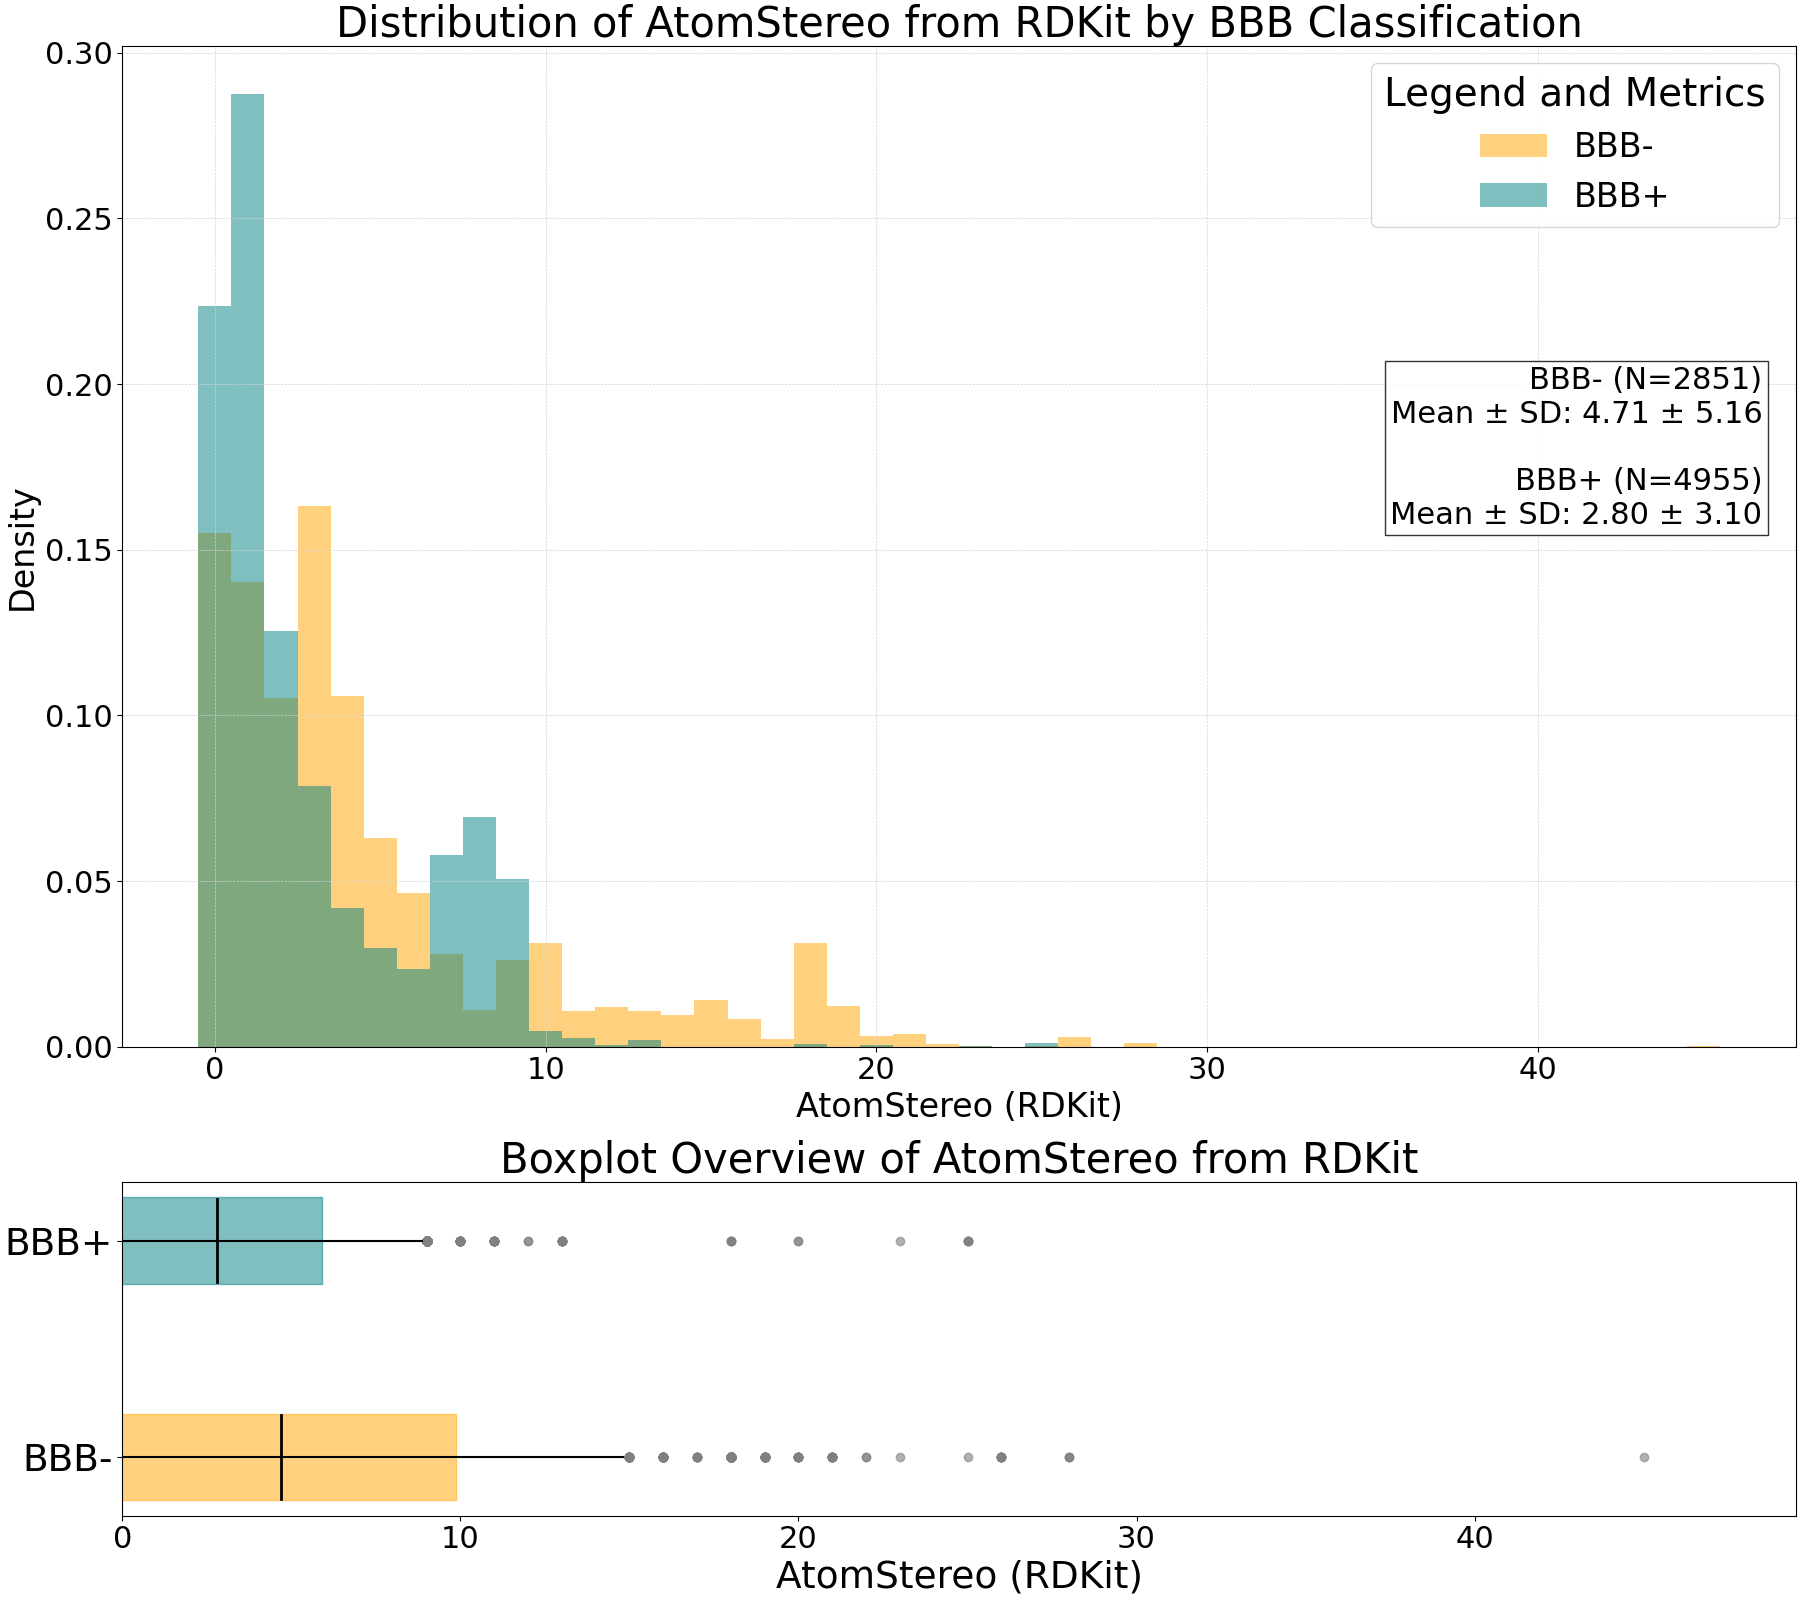 Distribution of AtomStereo from RDKit by BBB Classification
0.30
0.25
0.20
0.15
0.10
0.05
0.00
Density
Legend and Metrics
BBB-
BBB+
BBB- (N=2851)
Mean ± SD: 4.71 ± 5.16
BBB+ (N=4955)
Mean ± SD: 2.80 ± 3.10
0 10 20 30 40
AtomStereo (RDKit)
Boxplot Overview of AtomStereo from RDKit
BBB+
BBB-
0 10 20 30 40
AtomStereo (RDKit)